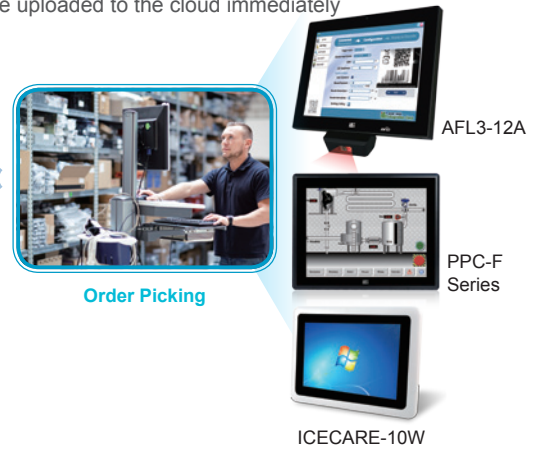 e uploaded to the cloud immediately
AFL3-12A
PPC-F
Series
Order Picking
ICECARE-10W